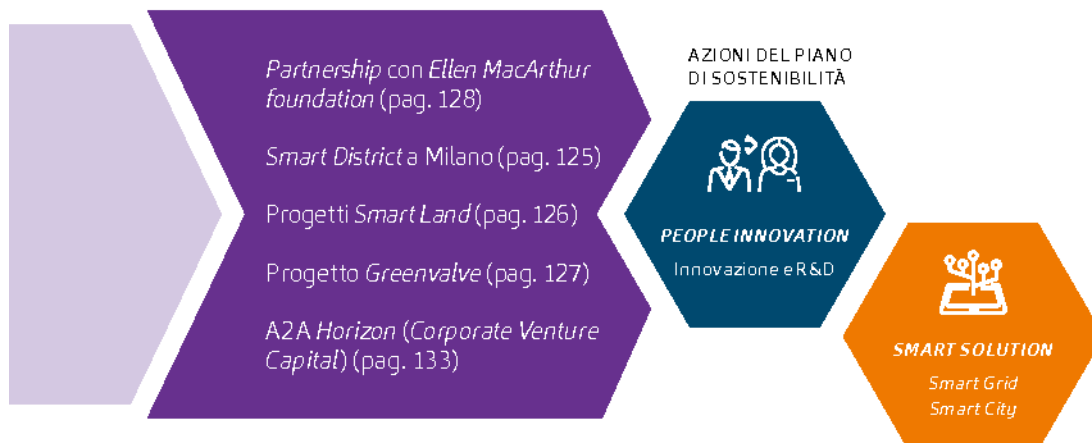 Partnership con Ellen MacArthur
foundation (pag. 128)
Smart District a Milano (pag. 125)
Progetti Smart Land (pag. 126)
Progetto Greenvalve (pag. 127)
A2A Horizon (Corporate Venture
Capital) (pag. 133)
AZIONI DEL PIANO
DI SOSTENIBILITÀ
PEOPLE INNOVATION
Innovazione e R&D
SMART SOLUTION
Smart Grid
Smart City